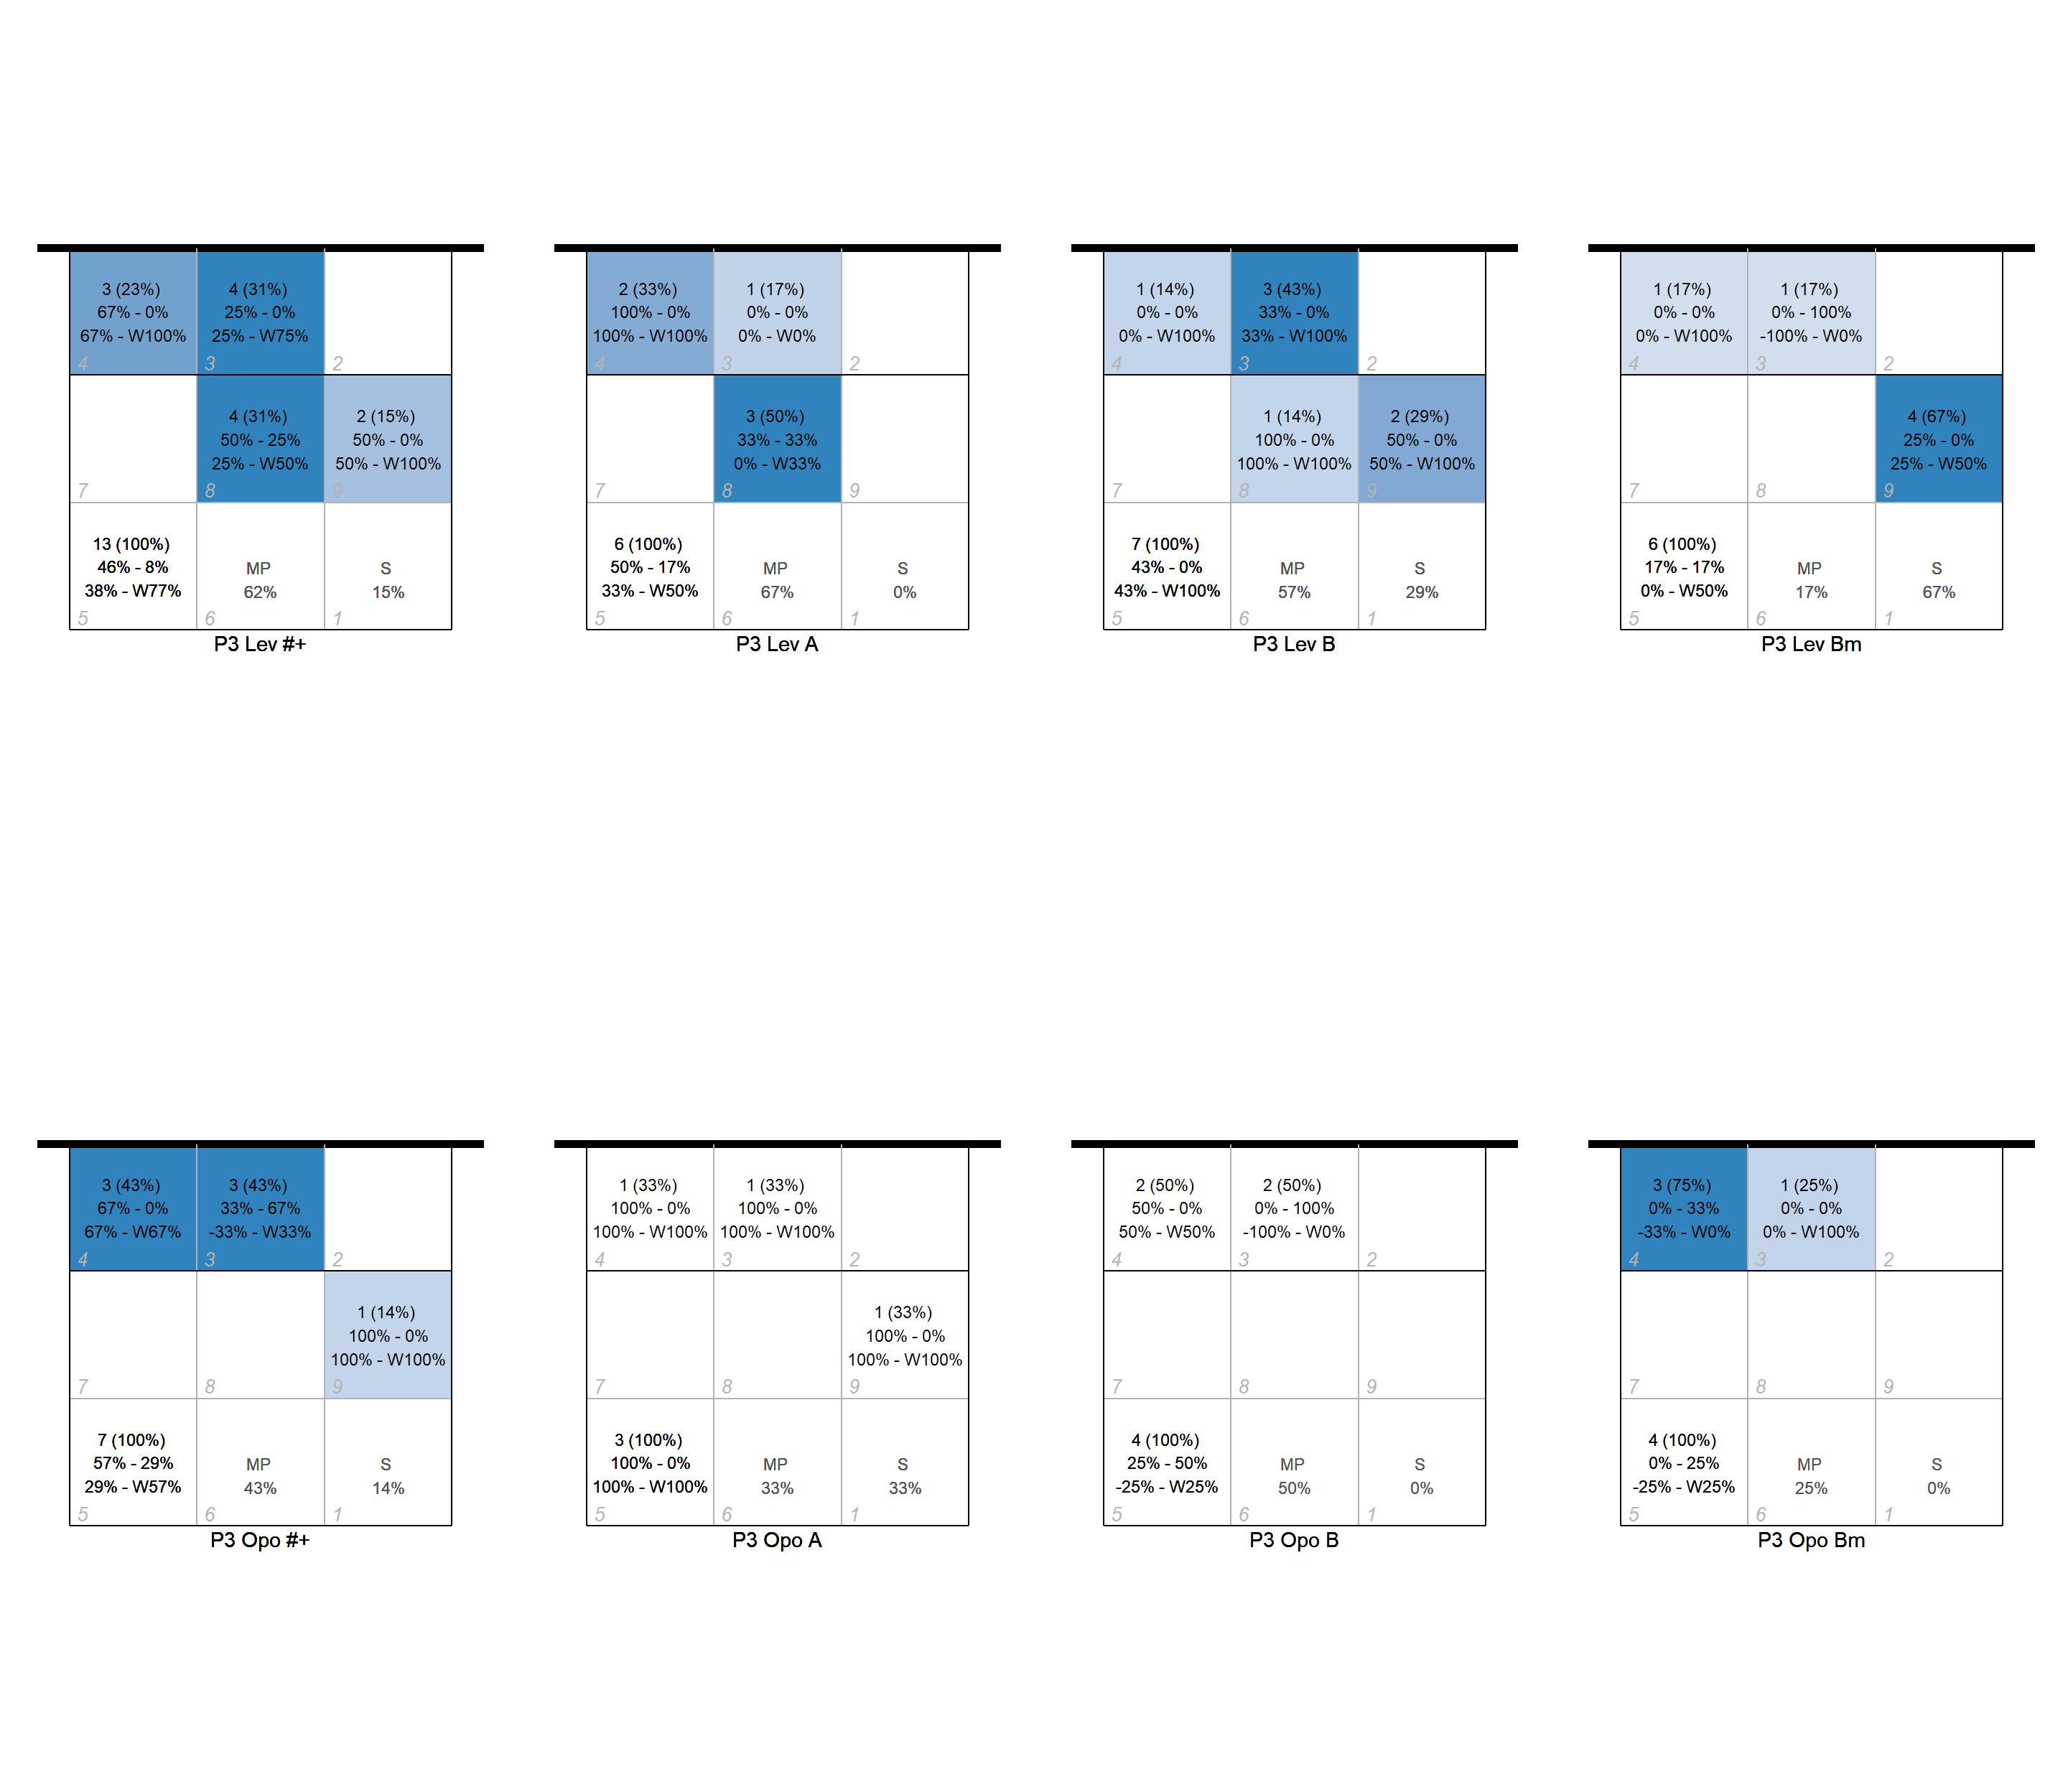 3 (23%)
67% - 0%
67% - W100%
4
4 (31%)
25% - 0%
25% - W75%
3
2
7
4 (31%)
50% - 25%
25% - W50%
8
2 (15%)
50% - 0%
50% - W100%
9
13 (100%)
46% - 8%
38% - W77%
5
MP
62%
6
S
15%
1
P3 Lev #+
2 (33%)
100% - 0%
100% - W100%
4
1 (17%)
0% - 0%
0% - W0%
3
2
7
3 (50%)
33% - 33%
0% - W33%
8
9
6 (100%)
50% - 17%
33% - W50%
5
MP
67%
6
S
0%
1
P3 Lev A
1 (14%)
0% - 0%
0% - W100%
4
3 (43%)
33% - 0%
33% - W100%
3
2
7
1 (14%)
100% - 0%
100% - W100%
8
2 (29%)
50% - 0%
50% - W100%
9
7 (100%)
43% - 0%
43% - W100%
5
MP
57%
6
S
29%
1
P3 Lev B
1 (17%)
0% - 0%
0% - W100%
4
1 (17%)
0% - 100%
-100% - W0%
3
2
7
8
4 (67%)
25% - 0%
25% - W50%
9
6 (100%)
17% - 17%
0% - W50%
5
MP
17%
6
S
67%
1
P3 Lev Bm
3 (43%)
67% - 0%
67% - W67%
4
3 (43%)
33% - 67%
-33% - W33%
3
2
7
8
1 (14%)
100% - 0%
100% - W100%
9
7 (100%)
57% - 29%
29% - W57%
5
MP
43%
6
S
14%
1
P3 Opo #+
1 (33%)
100% - 0%
100% - W100%
4
1 (33%)
100% - 0%
100% - W100%
3
2
7
8
1 (33%)
100% - 0%
100% - W100%
9
3 (100%)
100% - 0%
100% - W100%
5
MP
33%
6
S
33%
1
P3 Opo A
2 (50%)
50% - 0%
50% - W50%
4
2 (50%)
0% - 100%
-100% - W0%
3
2
7
8
9
4 (100%)
25% - 50%
-25% - W25%
5
MP
50%
6
S
0%
1
P3 Opo B
3 (75%)
0% - 33%
-33% - W0%
4
1 (25%)
0% - 0%
0% - W100%
3
2
7
8
9
4 (100%)
0% - 25%
-25% - W25%
5
MP
25%
6
S
0%
1
P3 Opo Bm